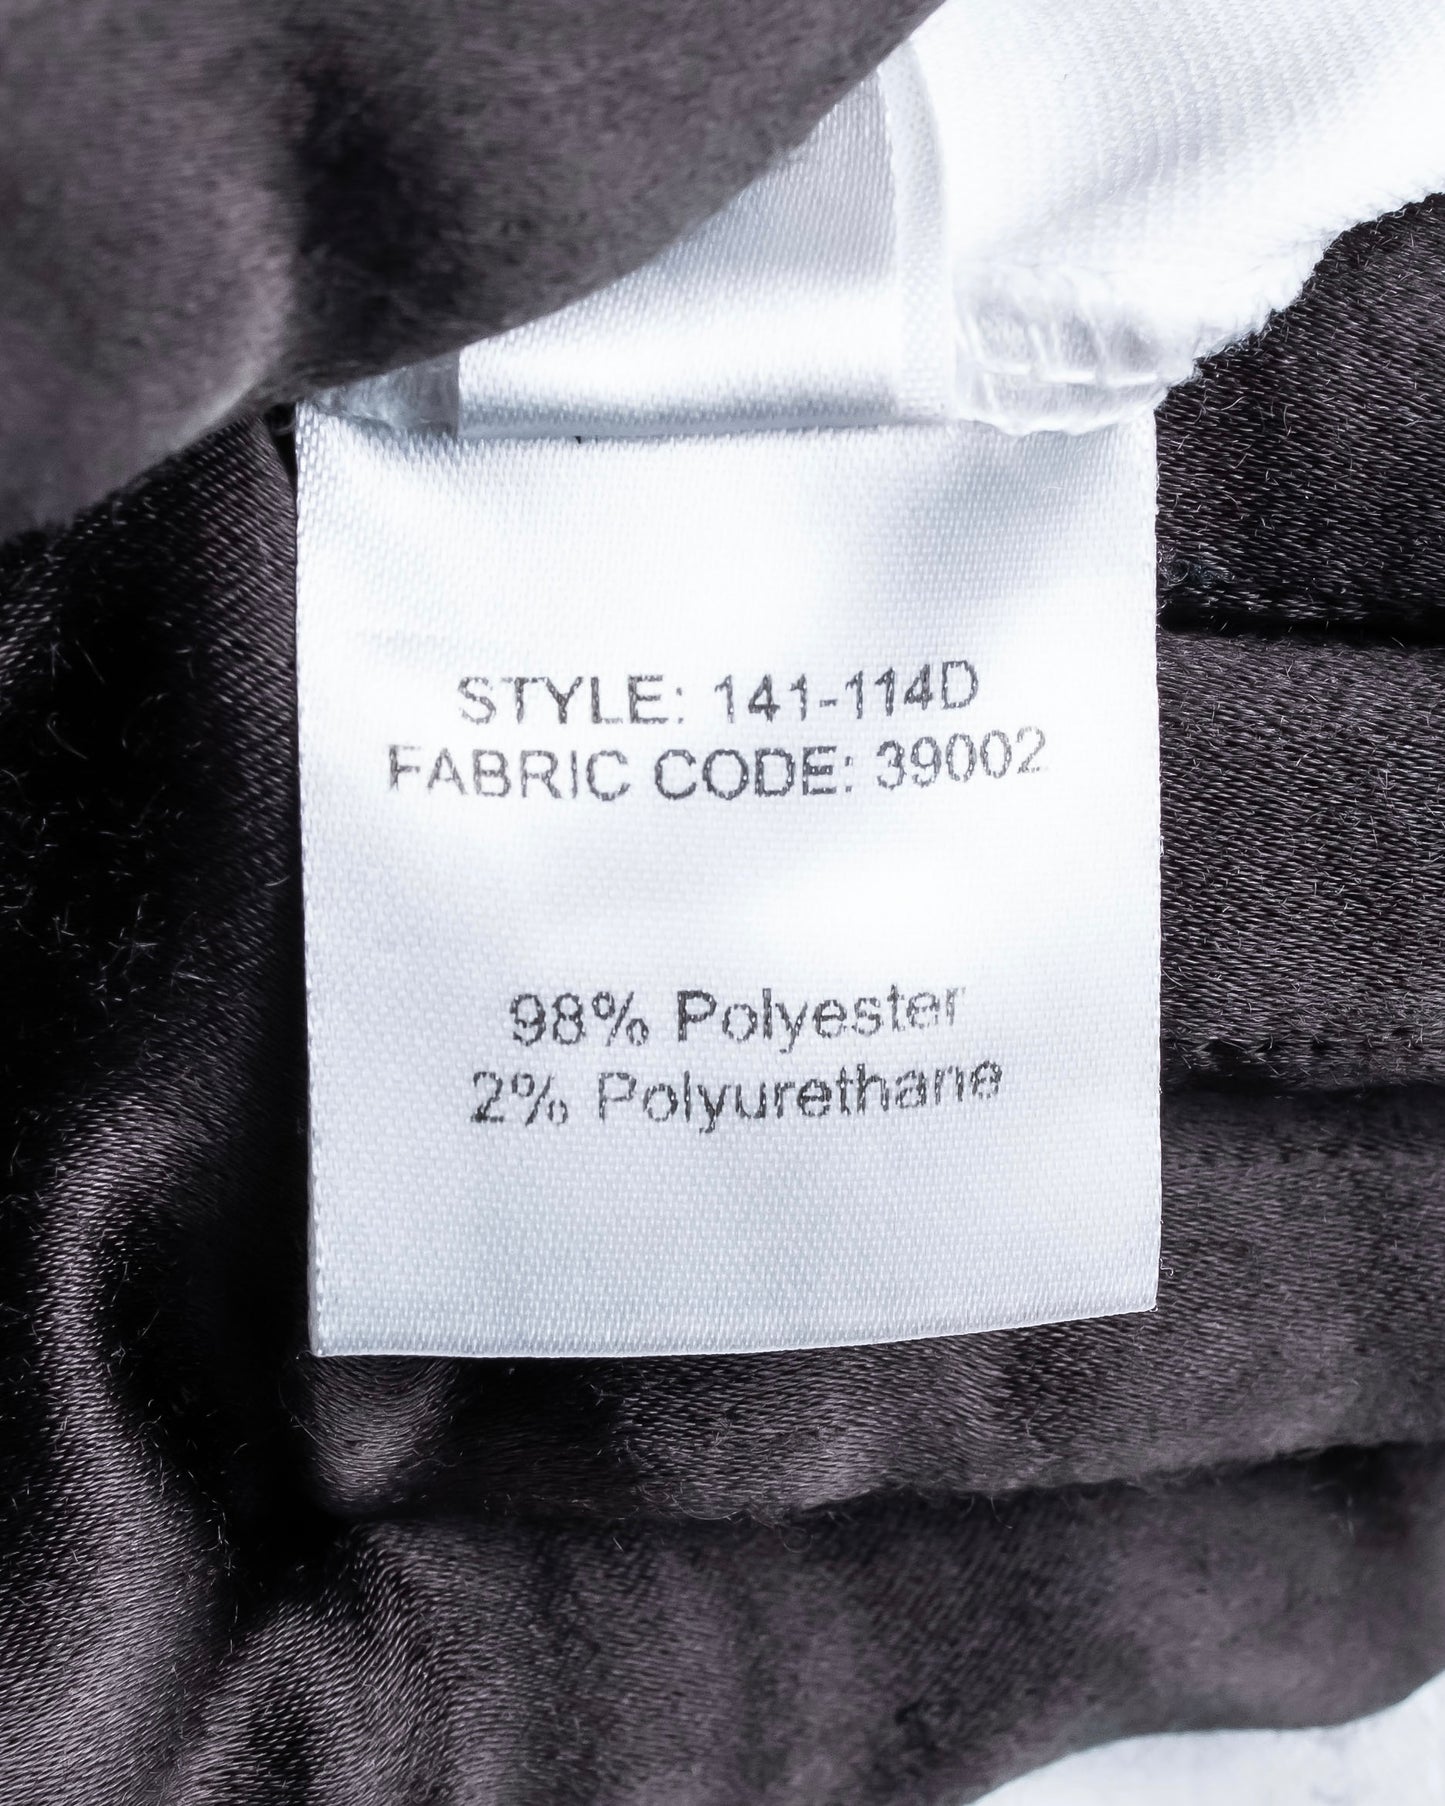 STYLE: 141-114D
FABRIC CODE: 39002
98% Polyester
2% Polyurethane